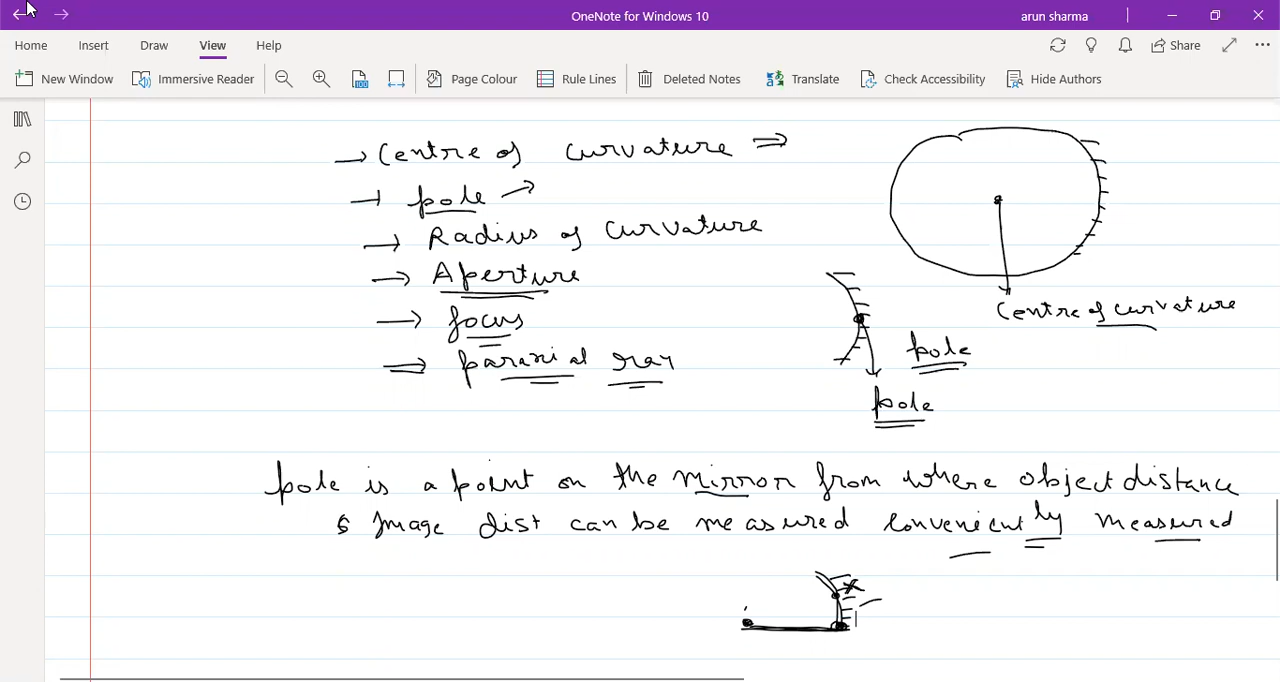 OneNote for Windows 10
arun sharma
Home Insert Draw View Help
Share
New Window Immersive Reader Page Colour Rule Lines Deleted Notes Translate Check Accessibility Hide Authors
→ Centre of curvature ⇒
→ pole →
→ Radius of curvature
→ Aperture
→ focus
⇒ paraxial ray
Centre of curvature
pole
pole
pole is a point on the mirror from where object distance
& Image dist can be measured conveniently measured